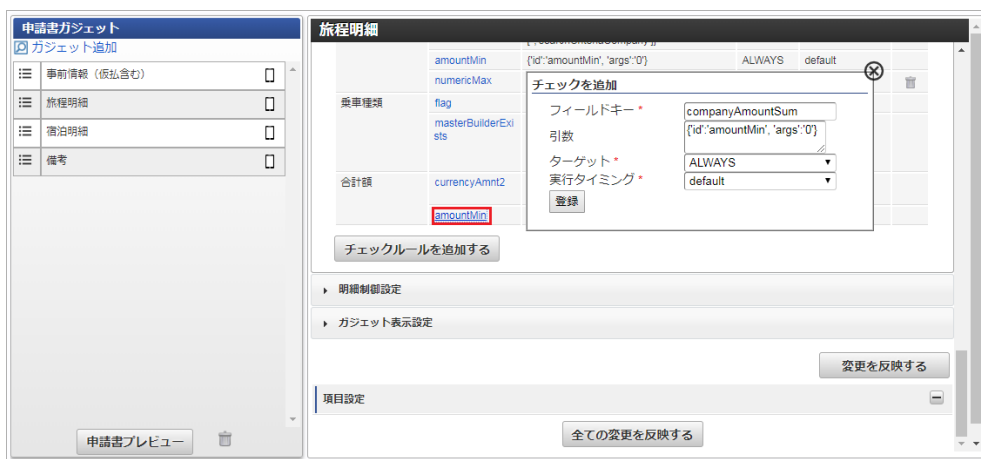 申請書ガジェット
ガジェット追加
事前情報（仮払含む）
旅程明細
宿泊明細
備考
申請書プレビュー
旅程明細
amountMin {'id':'amountMin', 'args':'0'} ALWAYS default
numericMax
乗車種類 flag
masterBuilderExi
sts
合計額 currencyAmnt2
amountMin
チェックを追加
フィールドキー * companyAmountSum
引数 {'id':'amountMin', 'args':'0'}
ターゲット * ALWAYS
実行タイミング * default
登録
チェックルールを追加する
明細制御設定
ガジェット表示設定
変更を反映する
項目設定
全ての変更を反映する